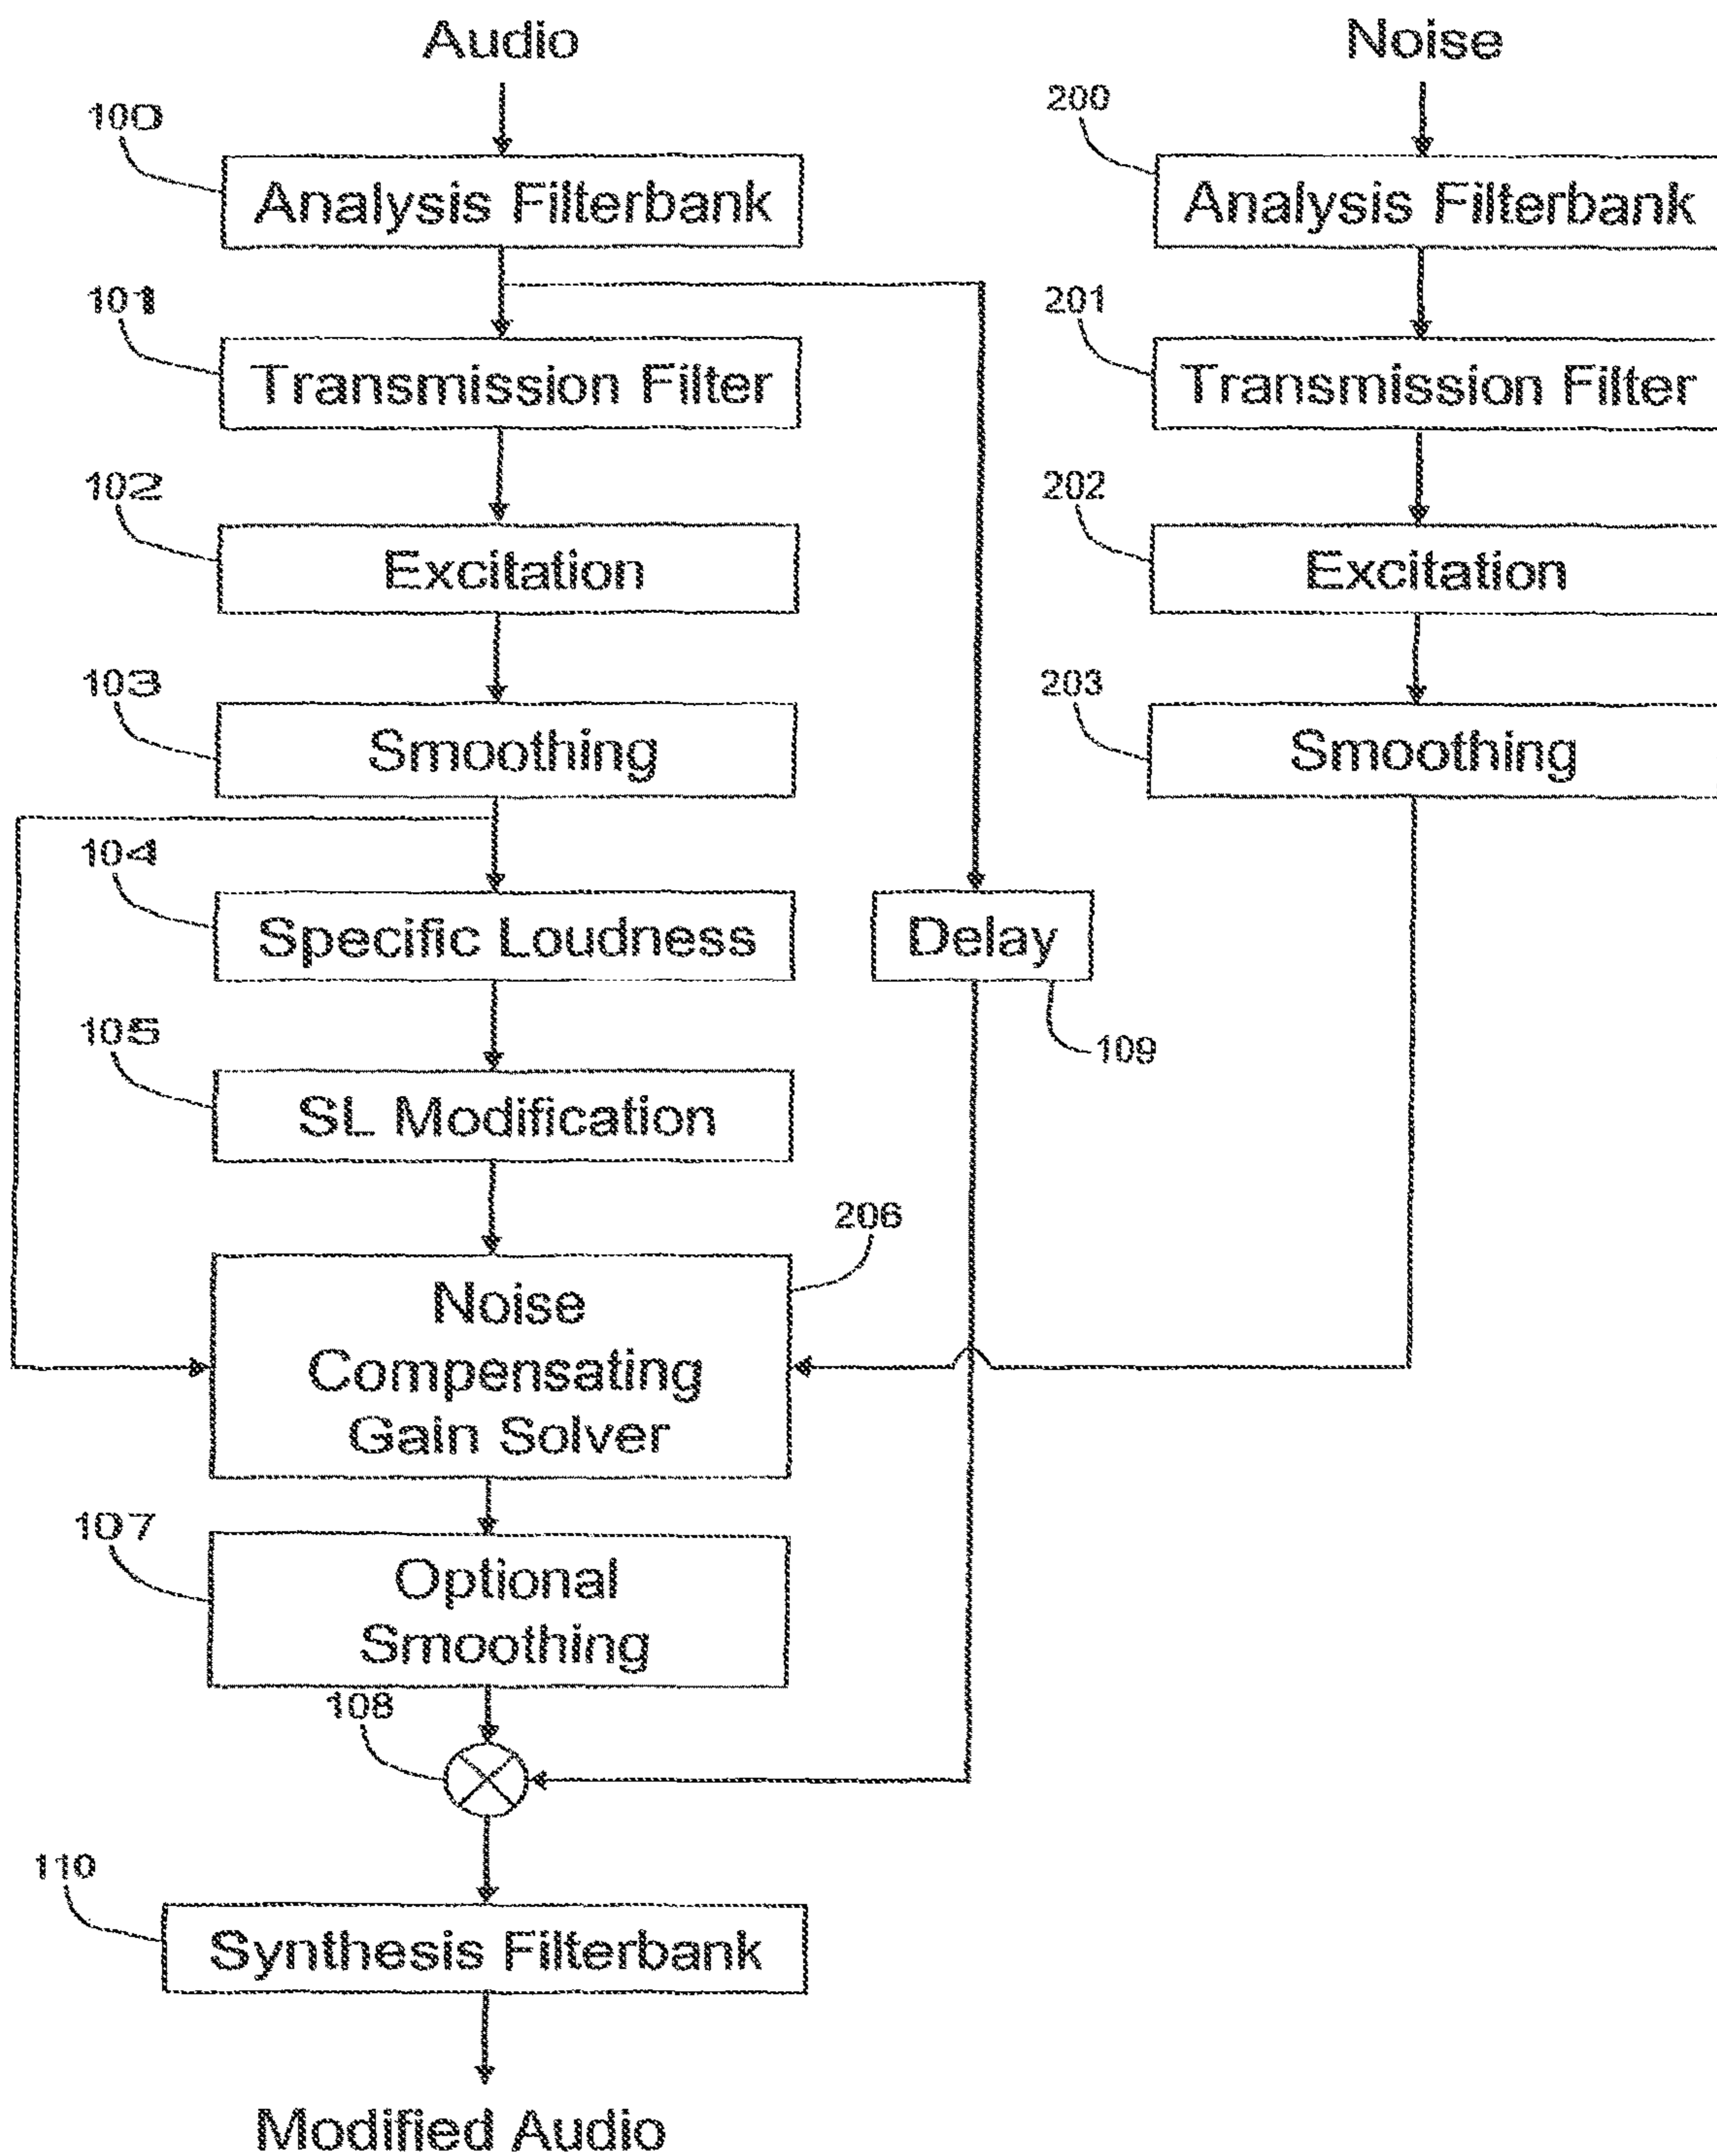 Audio
Noise
100
Analysis Filterbank
200
Analysis Filterbank
101
Transmission Filter
201
Transmission Filter
102
Excitation
202
Excitation
103
Smoothing
203
Smoothing
104
Specific Loudness
Delay
109
105
SL Modification
206
Noise
Compensating
Gain Solver
107
Optional
Smoothing
108
110
Synthesis Filterbank
Modified Audio